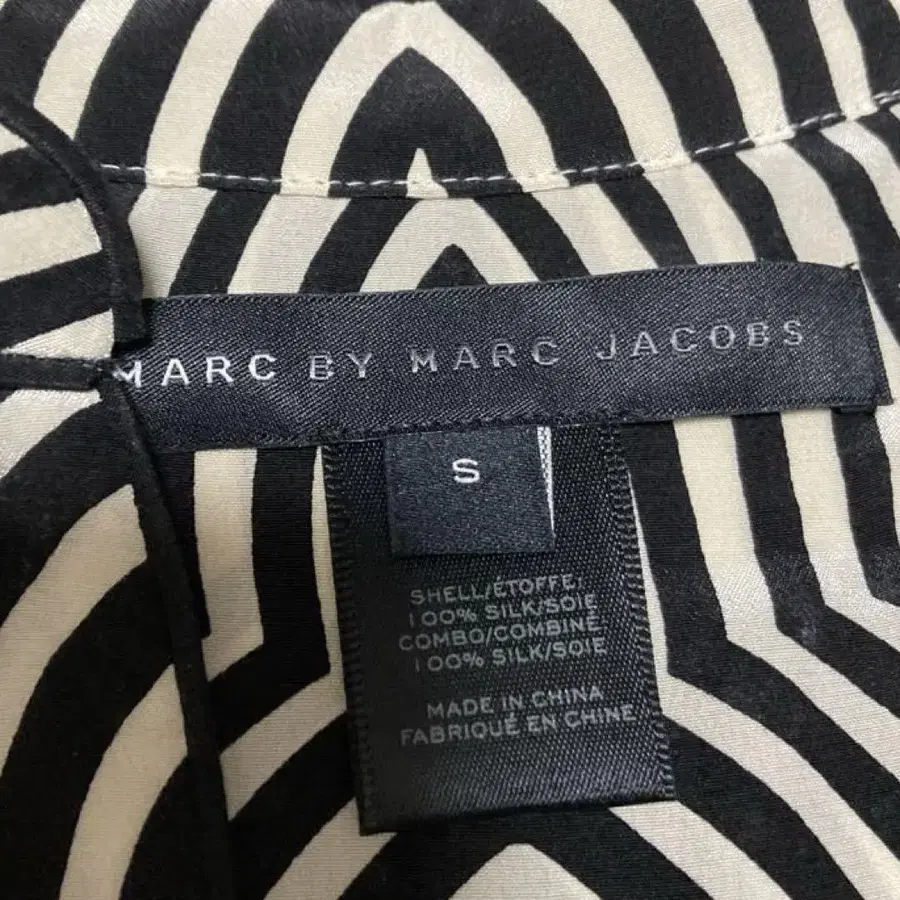 MARC BY MARC JACOBS
S
SHELL/ÉTOFFE:
100% SILK/SOIE
COMBO/COMBINE:
100% SILK/SOIE
MADE IN CHINA
FABRIQUÉ EN CHINE